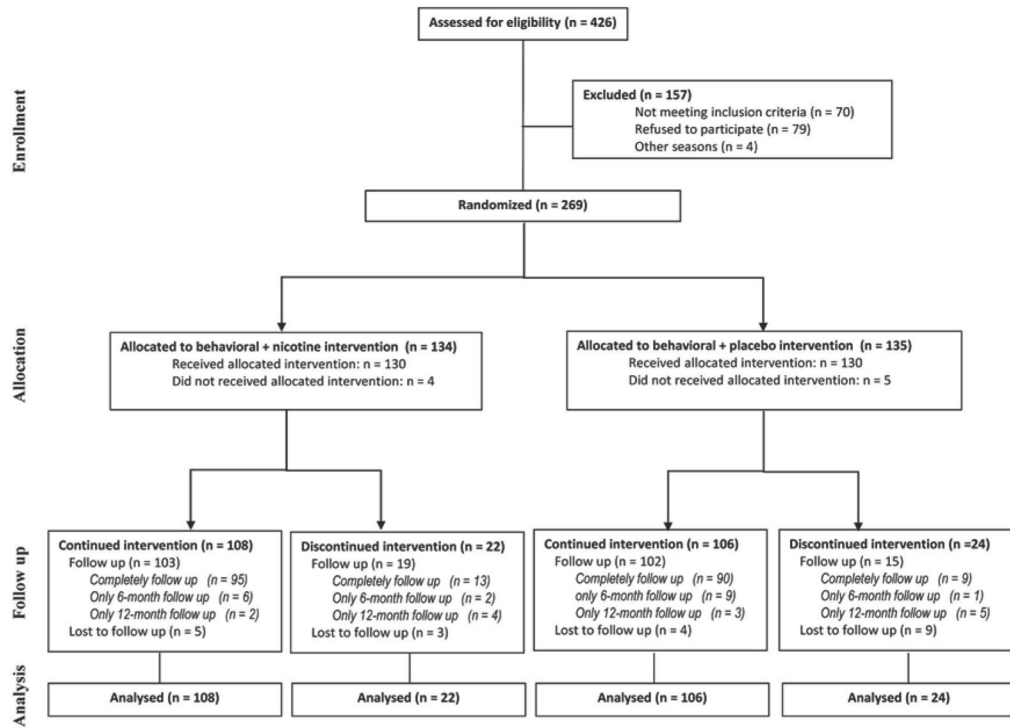 Assessed for eligibility (n = 426)
Enrollment
Excluded (n = 157)
Not meeting inclusion criteria (n = 70)
Refused to participate (n = 79)
Other seasons (n = 4)
Randomized (n = 269)
Allocation
Allocated to behavioral + nicotine intervention (n = 134)
Received allocated intervention: n = 130
Did not received allocated intervention: n = 4
Allocated to behavioral + placebo intervention (n = 135)
Received allocated intervention: n = 130
Did not received allocated intervention: n = 5
Follow up
Continued intervention (n = 108)
Follow up (n = 103)
Completely follow up (n = 95)
Only 6-month follow up (n = 6)
Only 12-month follow up (n = 2)
Lost to follow up (n = 5)
Discontinued intervention (n = 22)
Follow up (n = 19)
Completely follow up (n = 13)
Only 6-month follow up (n = 2)
Only 12-month follow up (n = 4)
Lost to follow up (n = 3)
Continued intervention (n = 106)
Follow up (n = 102)
Completely follow up (n = 90)
only 6-month follow up (n = 9)
Only 12-month follow up (n = 3)
Lost to follow up (n = 4)
Discontinued intervention (n =24)
Follow up (n = 15)
Completely follow up (n = 9)
Only 6-month follow up (n = 1)
Only 12-month follow up (n = 5)
Lost to follow up (n = 9)
Analysis
Analysed (n = 108)
Analysed (n = 22)
Analysed (n = 106)
Analysed (n = 24)